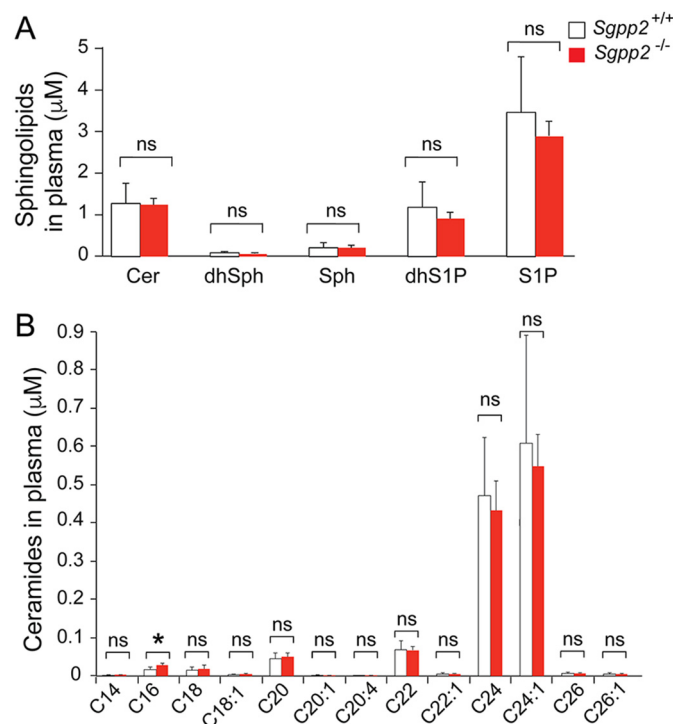 A
Sgpp2 +/+
Sgpp2 -/-
Sphingolipids
in plasma (μM)
5
4
3
2
1
0
ns
ns
ns
ns
ns
Cer
dhSph
Sph
dhS1P
S1P
B
Ceramides in plasma (μM)
0.9
0.8
0.7
0.6
0.5
0.4
0.3
0.2
0.1
0
ns
*
ns
ns
ns
ns
ns
ns
ns
ns
ns
ns
ns
C14
C16
C18
C18:1
C20
C20:1
C20:4
C22
C22:1
C24
C24:1
C26
C26:1